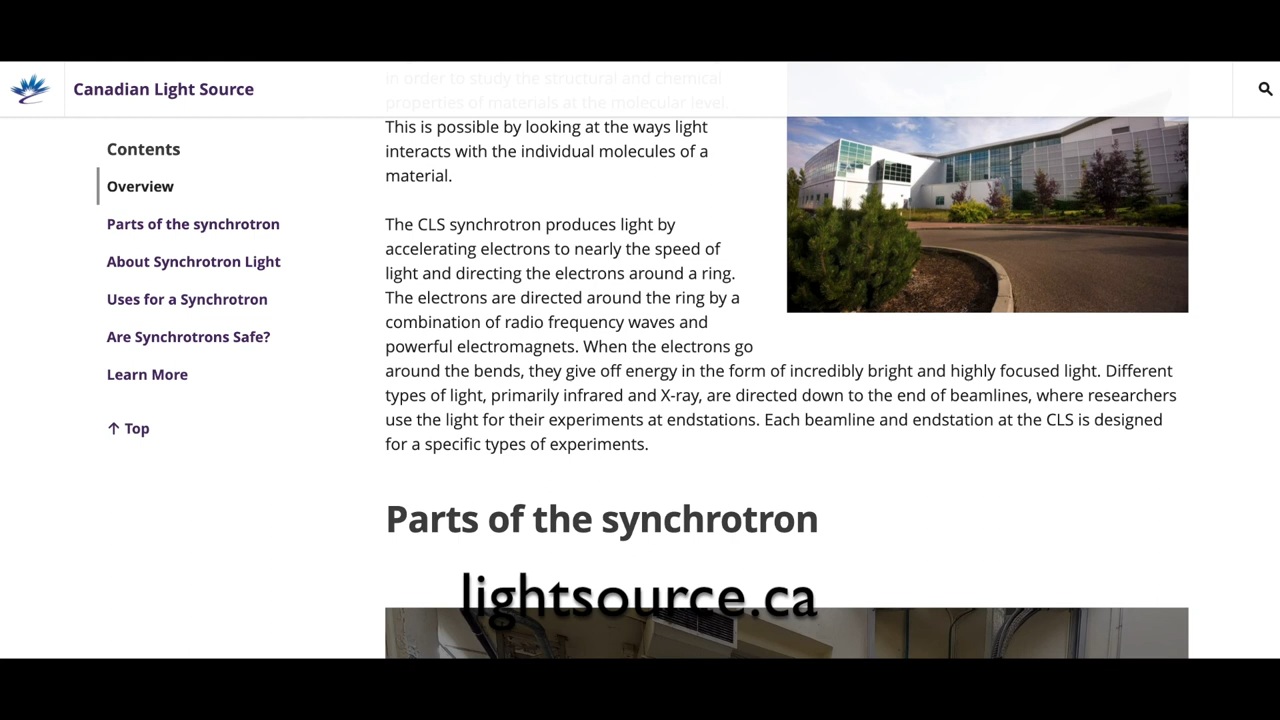 Canadian Light Source
Contents
Overview
Parts of the synchrotron
About Synchrotron Light
Uses for a Synchrotron
Are Synchrotrons Safe?
Learn More
↑ Top
in order to study the structural and chemical
properties of materials at the molecular level.
This is possible by looking at the ways light
interacts with the individual molecules of a
material.
The CLS synchrotron produces light by
accelerating electrons to nearly the speed of
light and directing the electrons around a ring.
The electrons are directed around the ring by a
combination of radio frequency waves and
powerful electromagnets. When the electrons go
around the bends, they give off energy in the form of incredibly bright and highly focused light. Different
types of light, primarily infrared and X-ray, are directed down to the end of beamlines, where researchers
use the light for their experiments at endstations. Each beamline and endstation at the CLS is designed
for a specific types of experiments.
Parts of the synchrotron
lightsource.ca